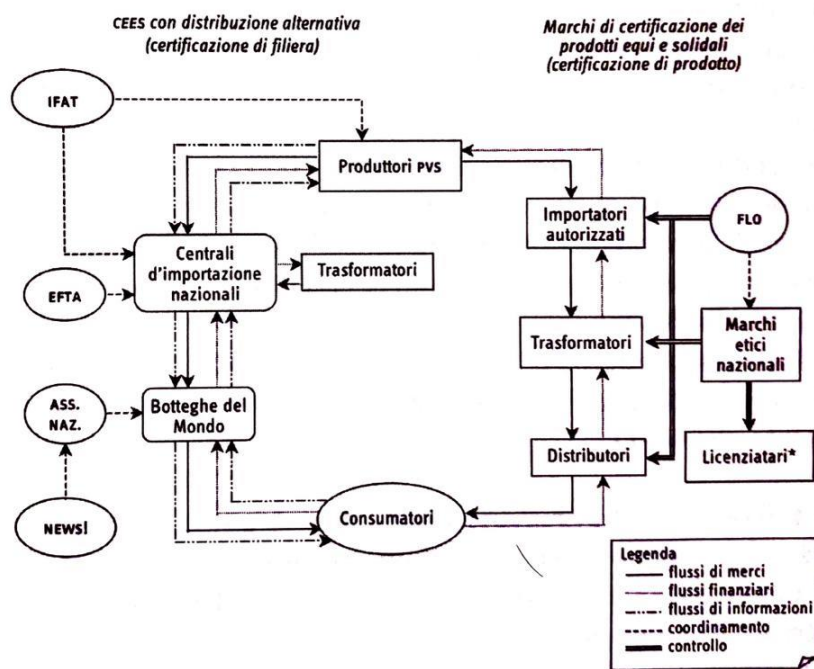 CEES con distribuzione alternativa
(certificazione di filiera)
Marchi di certificazione dei
prodotti equi e solidali
(certificazione di prodotto)
IFAT
Produttori PVS
Importatori
autorizzati
FLO
Centrali
d'importazione
nazionali
Trasformatori
EFTA
Trasformatori
Marchi
etici
nazionali
ASS.
NAZ.
Botteghe del
Mondo
Distributori
Licenziatari*
NEWS!
Consumatori
Legenda
flussi di merci
flussi finanziari
flussi di informazioni
coordinamento
controllo